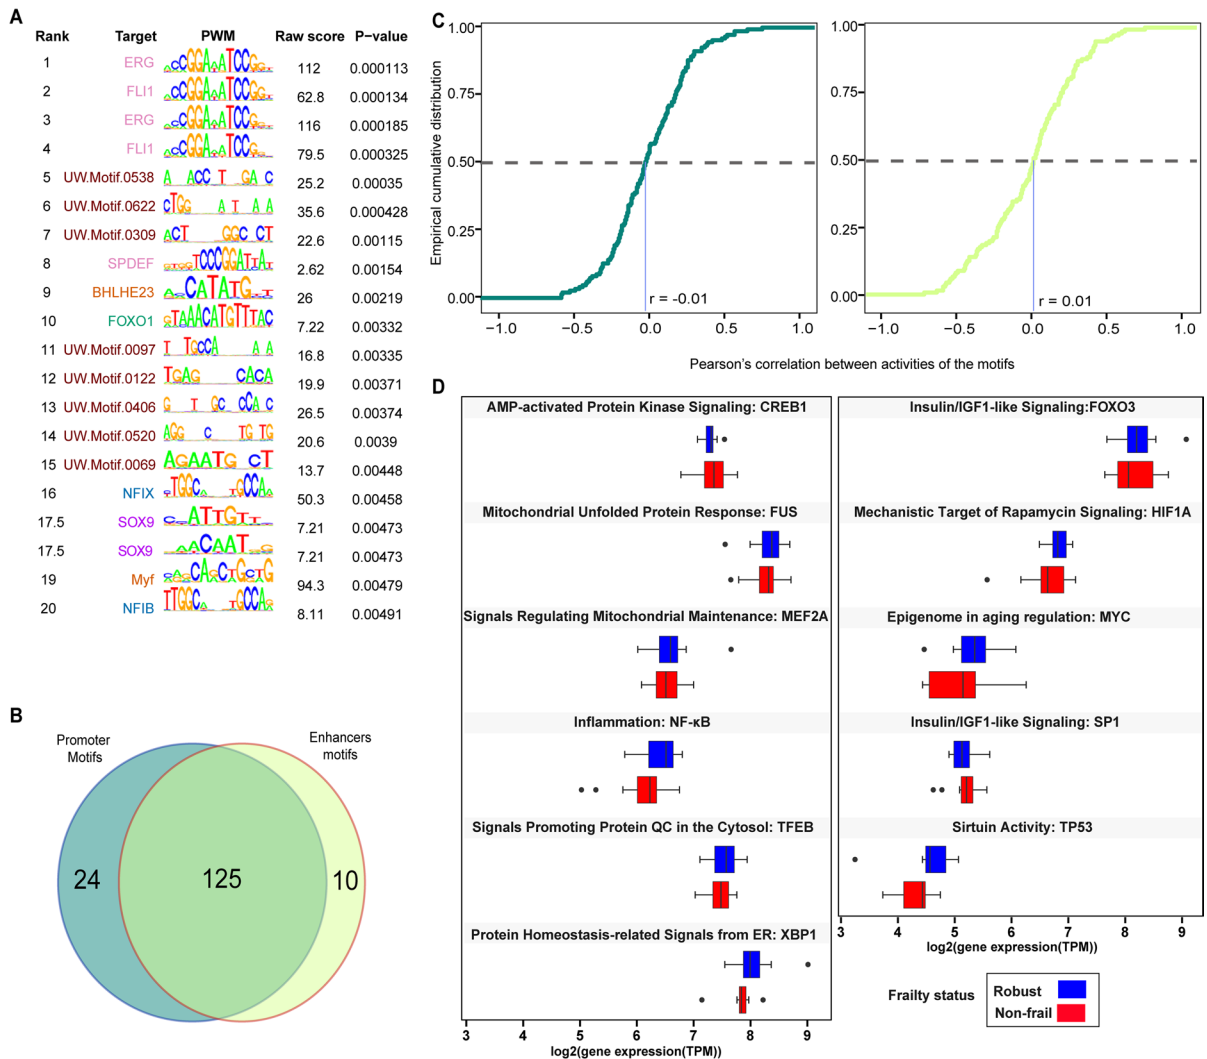 A
Rank Target PWM Raw score P−value
1 ERG 112 0.000113
2 FLI1 62.8 0.000134
3 ERG 116 0.000185
4 FLI1 79.5 0.000325
5 UW.Motif.0538 25.2 0.00035
6 UW.Motif.0622 35.6 0.000428
7 UW.Motif.0309 22.6 0.00115
8 SPDEF 2.62 0.00154
9 BHLHE23 26 0.00219
10 FOXO1 7.22 0.00332
11 UW.Motif.0097 16.8 0.00335
12 UW.Motif.0122 19.9 0.00371
13 UW.Motif.0406 26.5 0.00374
14 UW.Motif.0520 20.6 0.0039
15 UW.Motif.0069 13.7 0.00448
16 NFIX 50.3 0.00458
17.5 SOX9 7.21 0.00473
17.5 SOX9 7.21 0.00473
19 Myf 94.3 0.00479
20 NFIB 8.11 0.00491
B
Promoter
Motifs
Enhancers
motifs
24 125 10
C
Empirical cumulative distribution
1.00
0.75
0.50
0.25
0.00
r = -0.01
−1.0 −0.5 0.0 0.5 1.0
1.00
0.75
0.50
0.25
0.00
r = 0.01
−1.0 −0.5 0.0 0.5 1.0
Pearson's correlation between activities of the motifs
D
AMP-activated Protein Kinase Signaling: CREB1
Mitochondrial Unfolded Protein Response: FUS
Signals Regulating Mitochondrial Maintenance: MEF2A
Inflammation: NF-κB
Signals Promoting Protein QC in the Cytosol: TFEB
Protein Homeostasis-related Signals from ER: XBP1
3 4 5 6 7 8 9
log2(gene expression(TPM))
Insulin/IGF1-like Signaling:FOXO3
Mechanistic Target of Rapamycin Signaling: HIF1A
Epigenome in aging regulation: MYC
Insulin/IGF1-like Signaling: SP1
Sirtuin Activity: TP53
3 4 5 6 7 8 9
log2(gene expression(TPM))
Frailty status
Robust
Non-frail